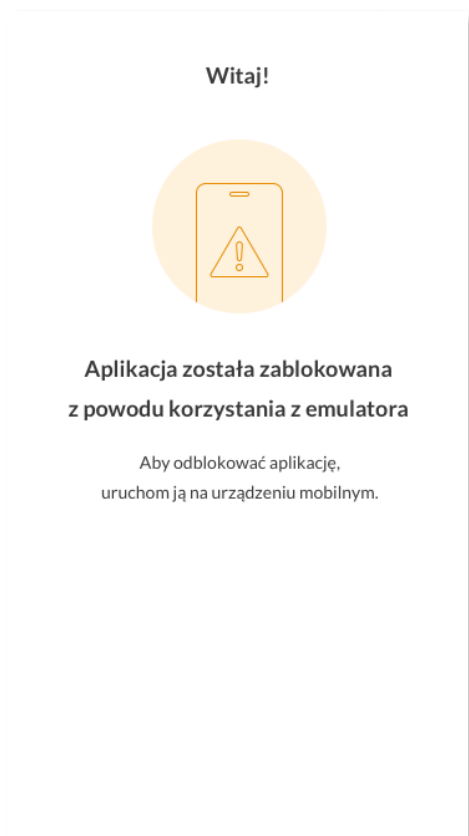 Witaj!
Aplikacja została zablokowana
z powodu korzystania z emulatora
Aby odblokować aplikację,
uruchom ją na urządzeniu mobilnym.